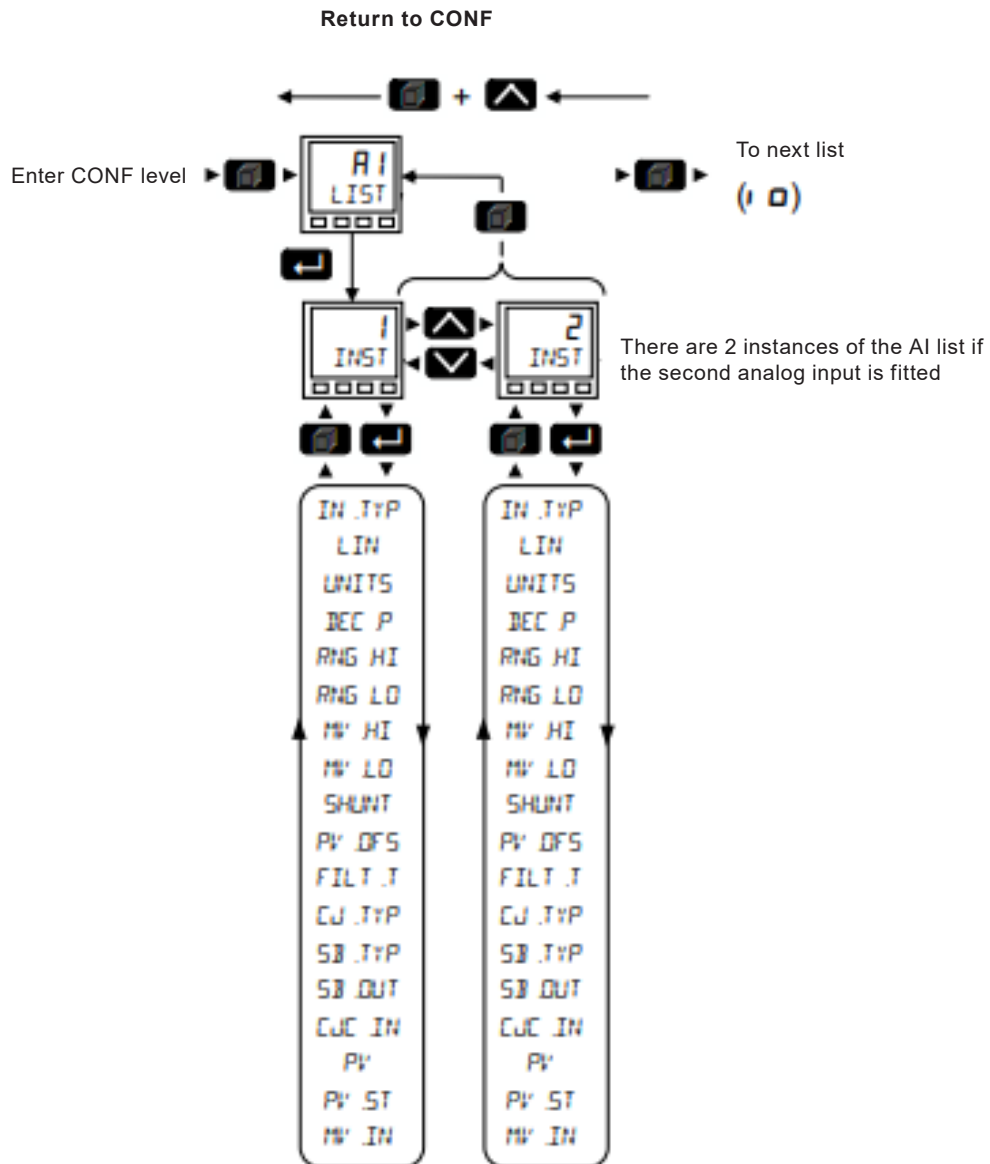 Return to CONF
+
Enter CONF level
AI
LIST
To next list
(IO)
1
INST
2
INST
There are 2 instances of the AI list if
the second analog input is fitted
IN.TYP
LIN
UNITS
DEC.P
RNG.HI
RNG.LO
MV.HI
MV.LO
SHUNT
PV.OFS
FILT.T
CJ.TYP
SB.TYP
SB.OUT
CJC.IN
PV
PV.ST
MV.IN
IN.TYP
LIN
UNITS
DEC.P
RNG.HI
RNG.LO
MV.HI
MV.LO
SHUNT
PV.OFS
FILT.T
CJ.TYP
SB.TYP
SB.OUT
CJC.IN
PV
PV.ST
MV.IN